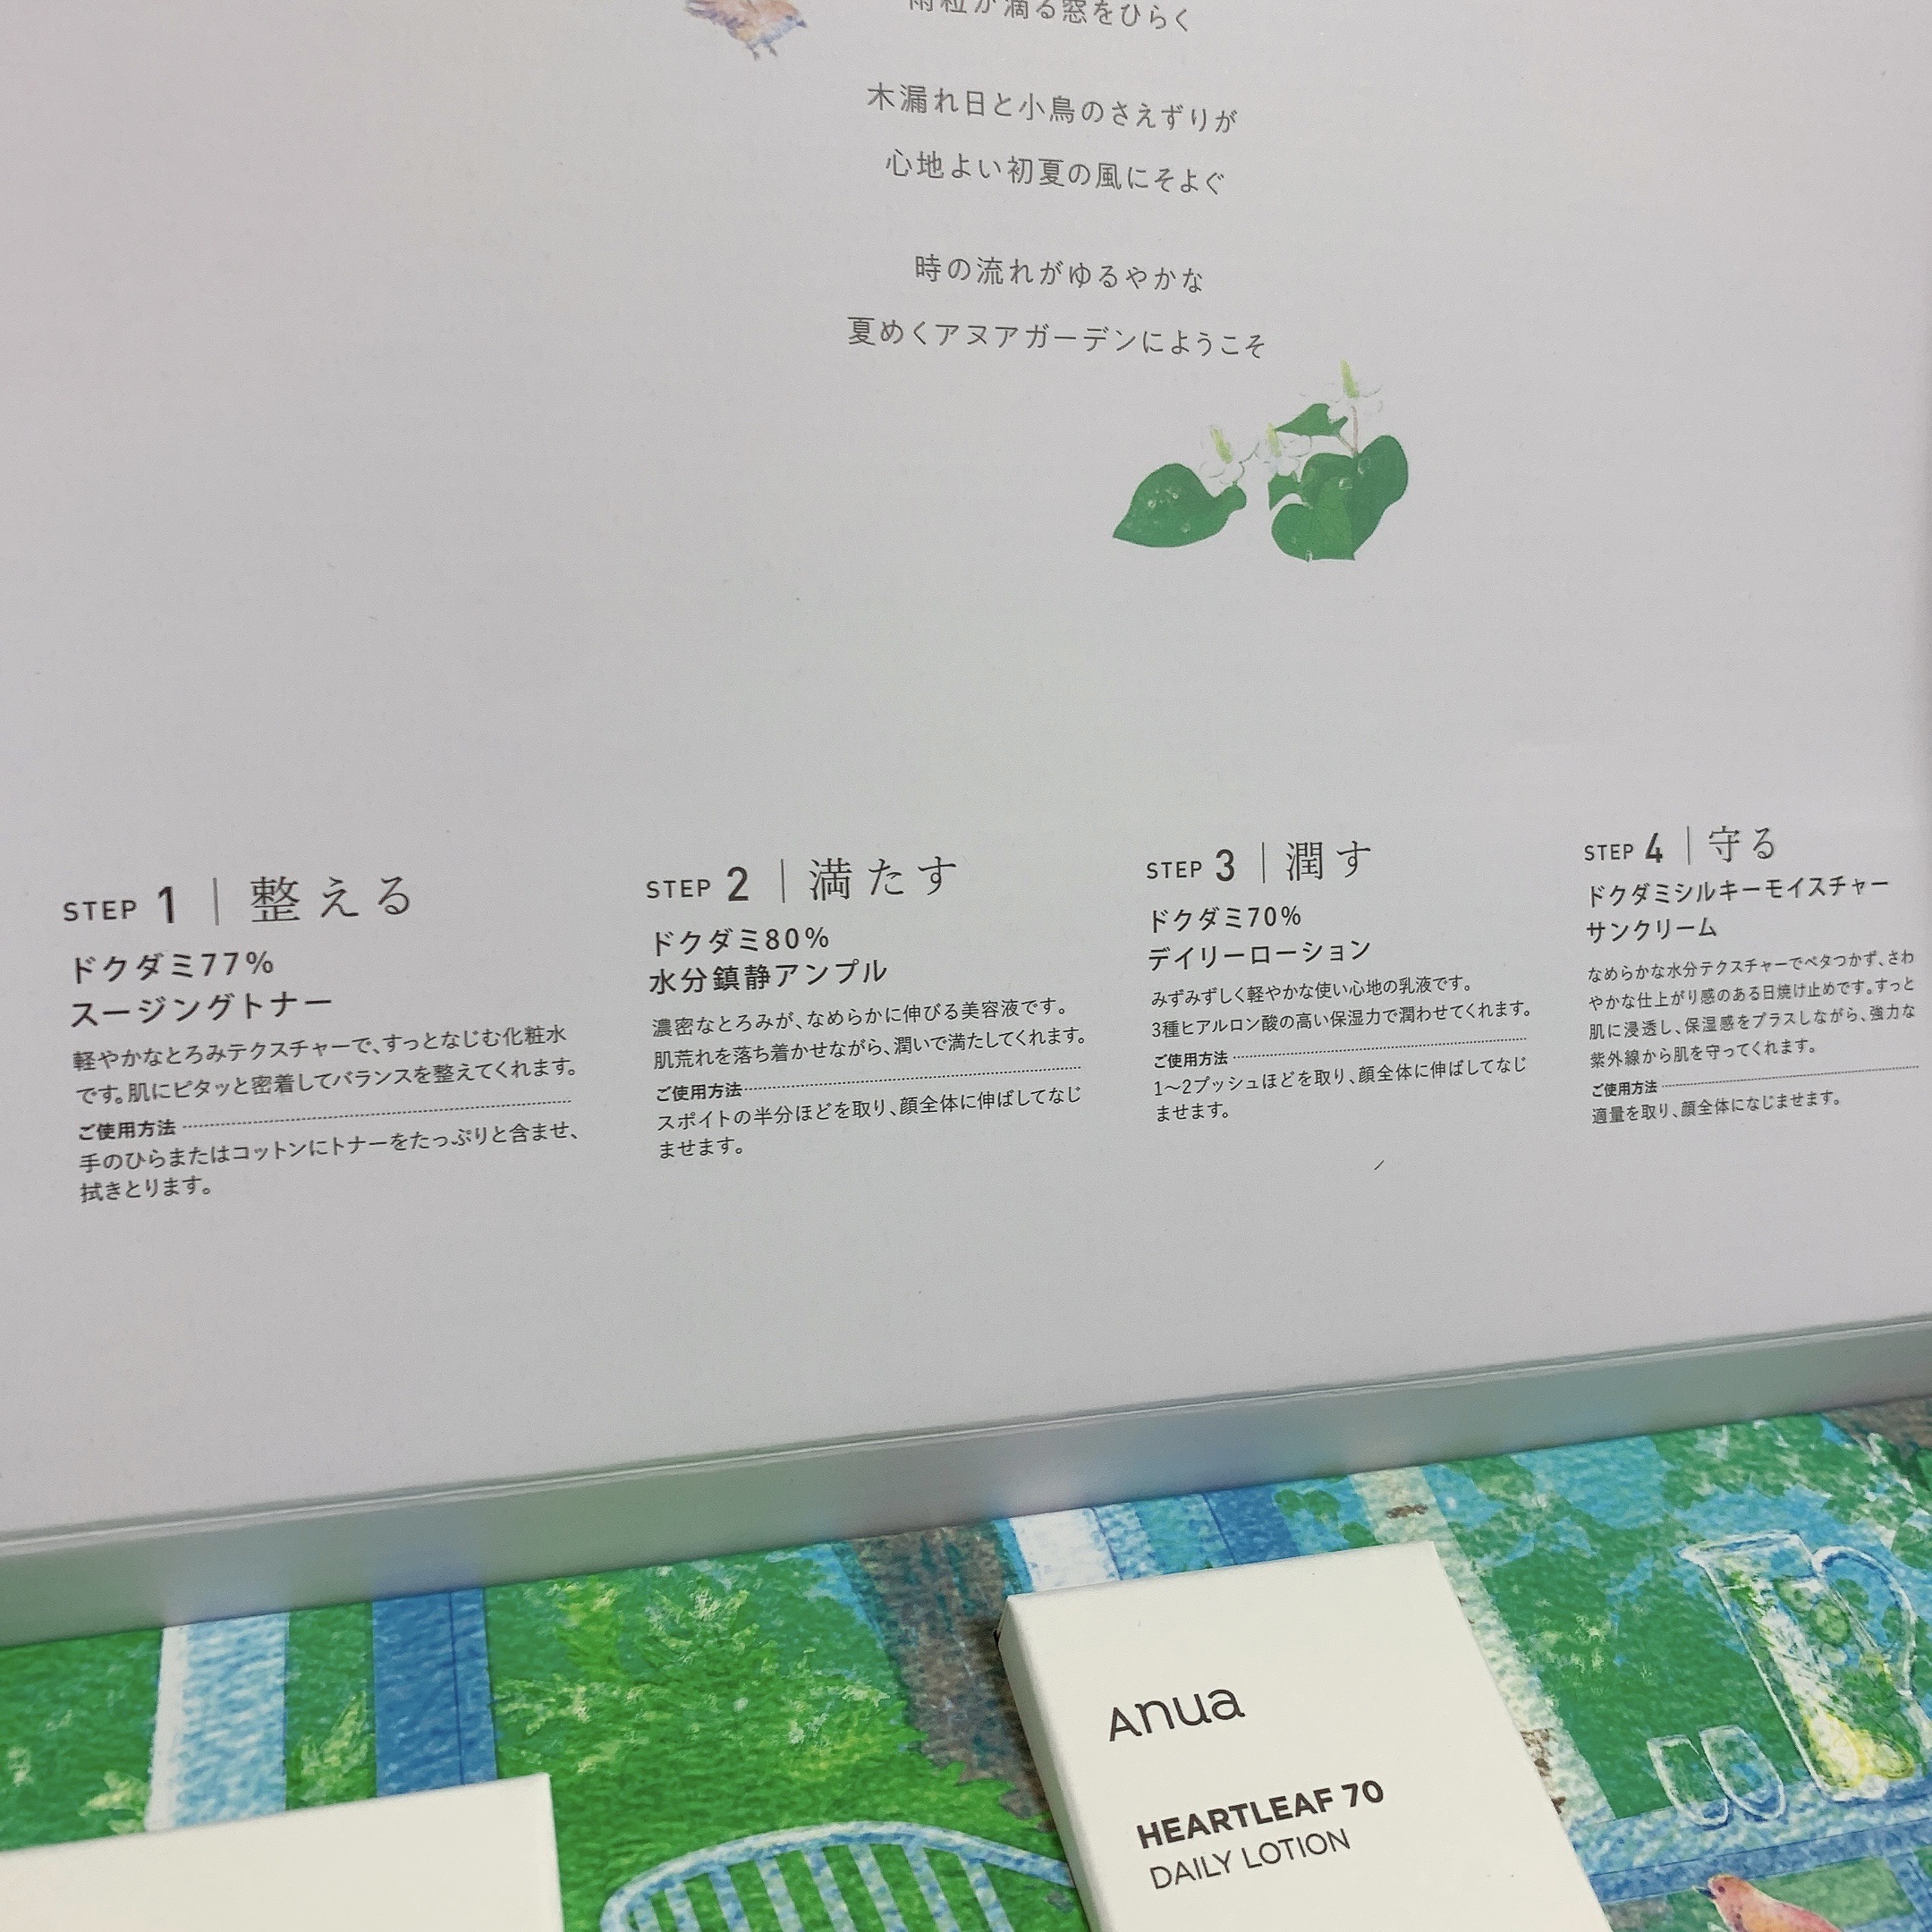 雨粒が滴る窓をひらく
木漏れ日と小鳥のさえずりが
心地よい初夏の風にそよぐ
時の流れがゆるやかな
夏めくアヌアガーデンにようこそ
STEP 1 | 整える
ドクダミ77%
スージングトナー
軽やかなとろみテクスチャーで、すっとなじむ化粧水
です。肌にピタッと密着してバランスを整えてくれます。
ご使用方法
手のひらまたはコットンにトナーをたっぷりと含ませ、
拭きとります。
STEP 2 | 満たす
ドクダミ80%
水分鎮静アンプル
濃密なとろみが、なめらかに伸びる美容液です。
肌荒れを落ち着かせながら、潤いで満たしてくれます。
ご使用方法
スポイトの半分ほどを取り、顔全体に伸ばしてなじ
ませます。
STEP 3 | 潤す
ドクダミ70%
デイリーローション
みずみずしく軽やかな使い心地の乳液です。
3種ヒアルロン酸の高い保湿力で潤わせてくれます。
ご使用方法
1〜2プッシュほどを取り、顔全体に伸ばしてなじ
ませます。
STEP 4 | 守る
ドクダミシルキーモイスチャー
サンクリーム
なめらかな水分テクスチャーでベタつかず、さわ
やかな仕上がり感のある日焼け止めです。すっと
肌に浸透し、保湿感をプラスしながら、強力な
紫外線から肌を守ってくれます。
ご使用方法
適量を取り、顔全体になじませます。
Anua
HEARTLEAF 70
DAILY LOTION